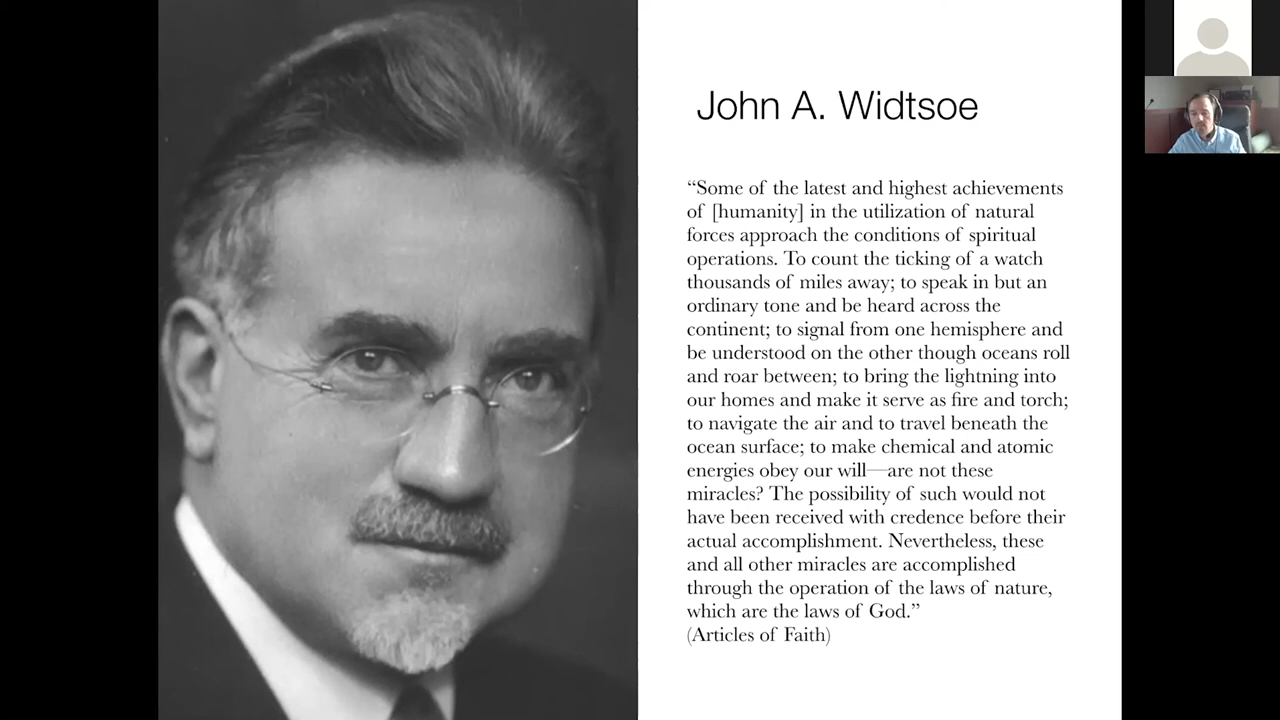 John A. Widtsoe
“Some of the latest and highest achievements
of [humanity] in the utilization of natural
forces approach the conditions of spiritual
operations. To count the ticking of a watch
thousands of miles away; to speak in but an
ordinary tone and be heard across the
continent; to signal from one hemisphere and
be understood on the other though oceans roll
and roar between; to bring the lightning into
our homes and make it serve as fire and torch;
to navigate the air and to travel beneath the
ocean surface; to make chemical and atomic
energies obey our will—are not these
miracles? The possibility of such would not
have been received with credence before their
actual accomplishment. Nevertheless, these
and all other miracles are accomplished
through the operation of the laws of nature,
which are the laws of God.”
(Articles of Faith)